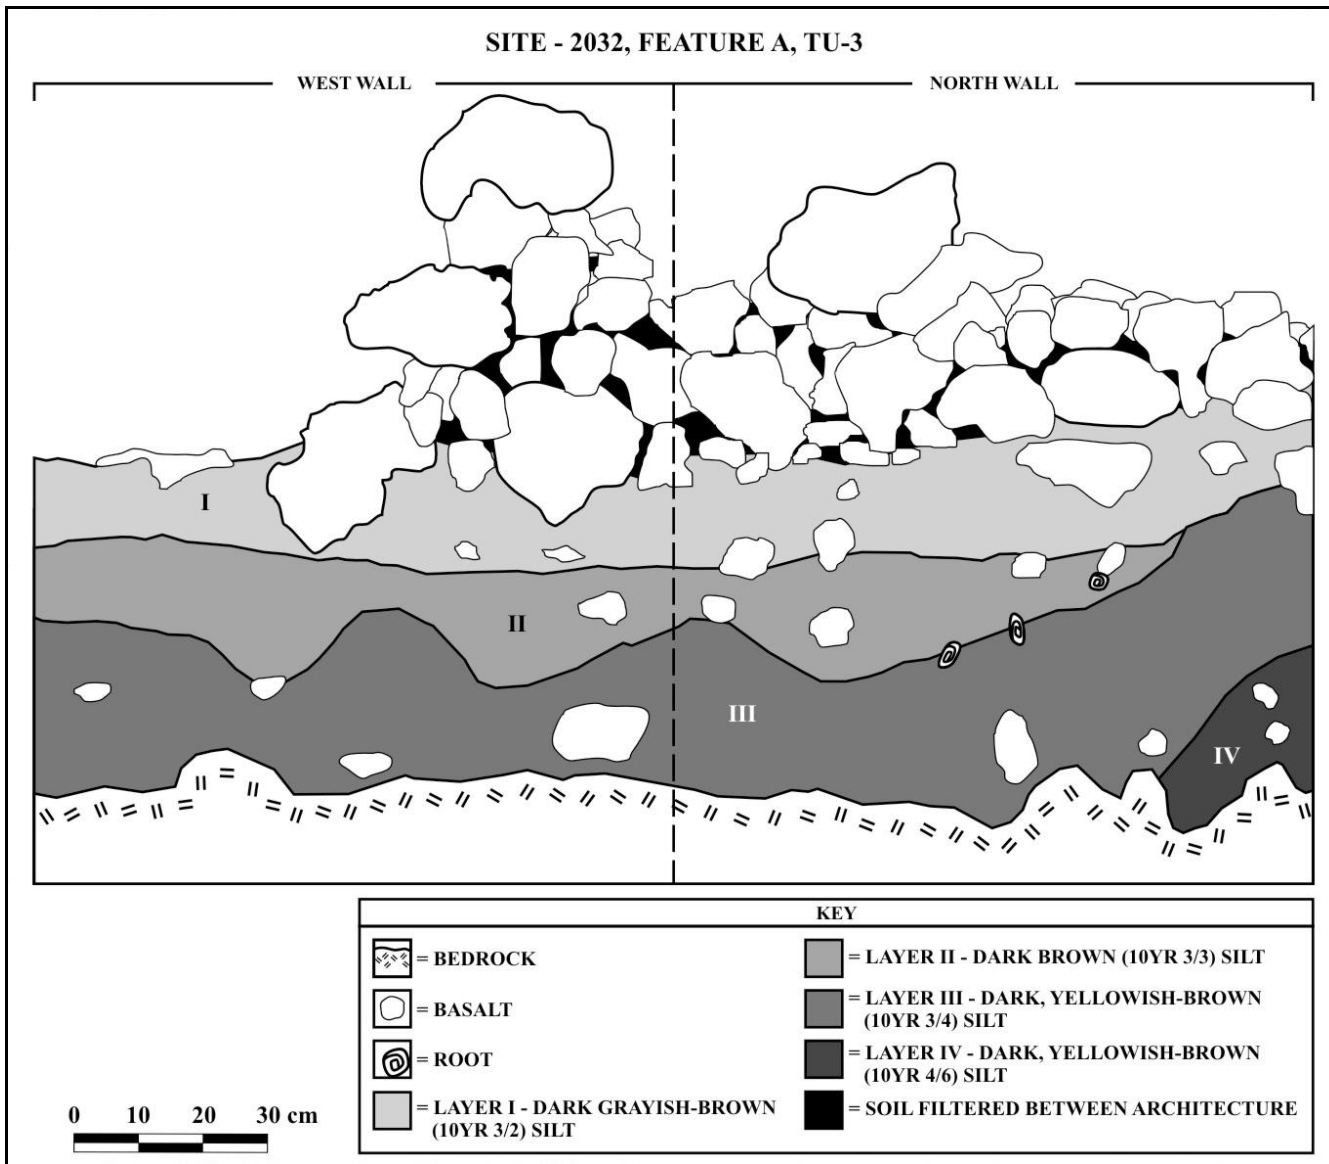 SITE - 2032, FEATURE A, TU-3
WEST WALL
NORTH WALL
I
II
III
IV
KEY
= BEDROCK
= BASALT
= ROOT
= LAYER I - DARK GRAYISH-BROWN
(10YR 3/2) SILT
= LAYER II - DARK BROWN (10YR 3/3) SILT
= LAYER III - DARK, YELLOWISH-BROWN
(10YR 3/4) SILT
= LAYER IV - DARK, YELLOWISH-BROWN
(10YR 4/6) SILT
= SOIL FILTERED BETWEEN ARCHITECTURE
0 10 20 30 cm